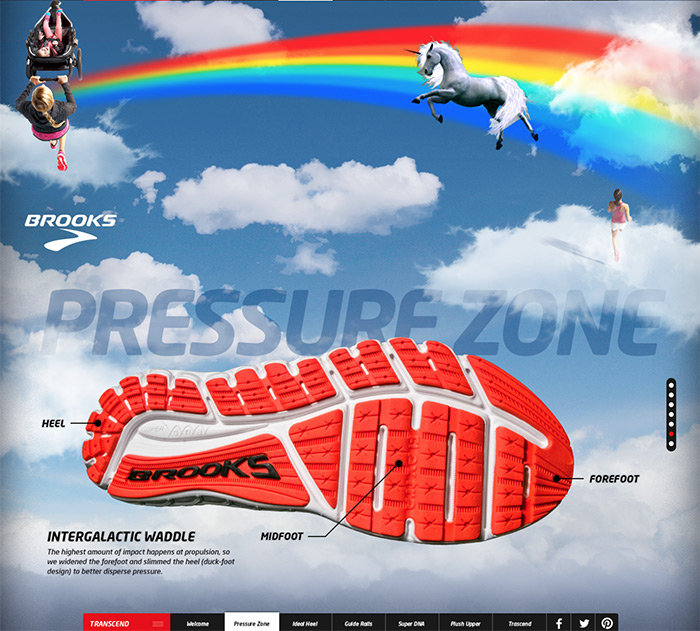 BROOKS
PRESSURE ZONE
HEEL
BROOKS
FOREFOOT
MIDFOOT
INTERGALACTIC WADDLE
The highest amount of impact happens at propulsion, so
we widened the forefoot and slimmed the heel (duck-foot
design) to better disperse pressure.
TRANSCEND Welcome Pressure Zone Ideal Heel Guide Rails Super DNA Plush Upper Trascend